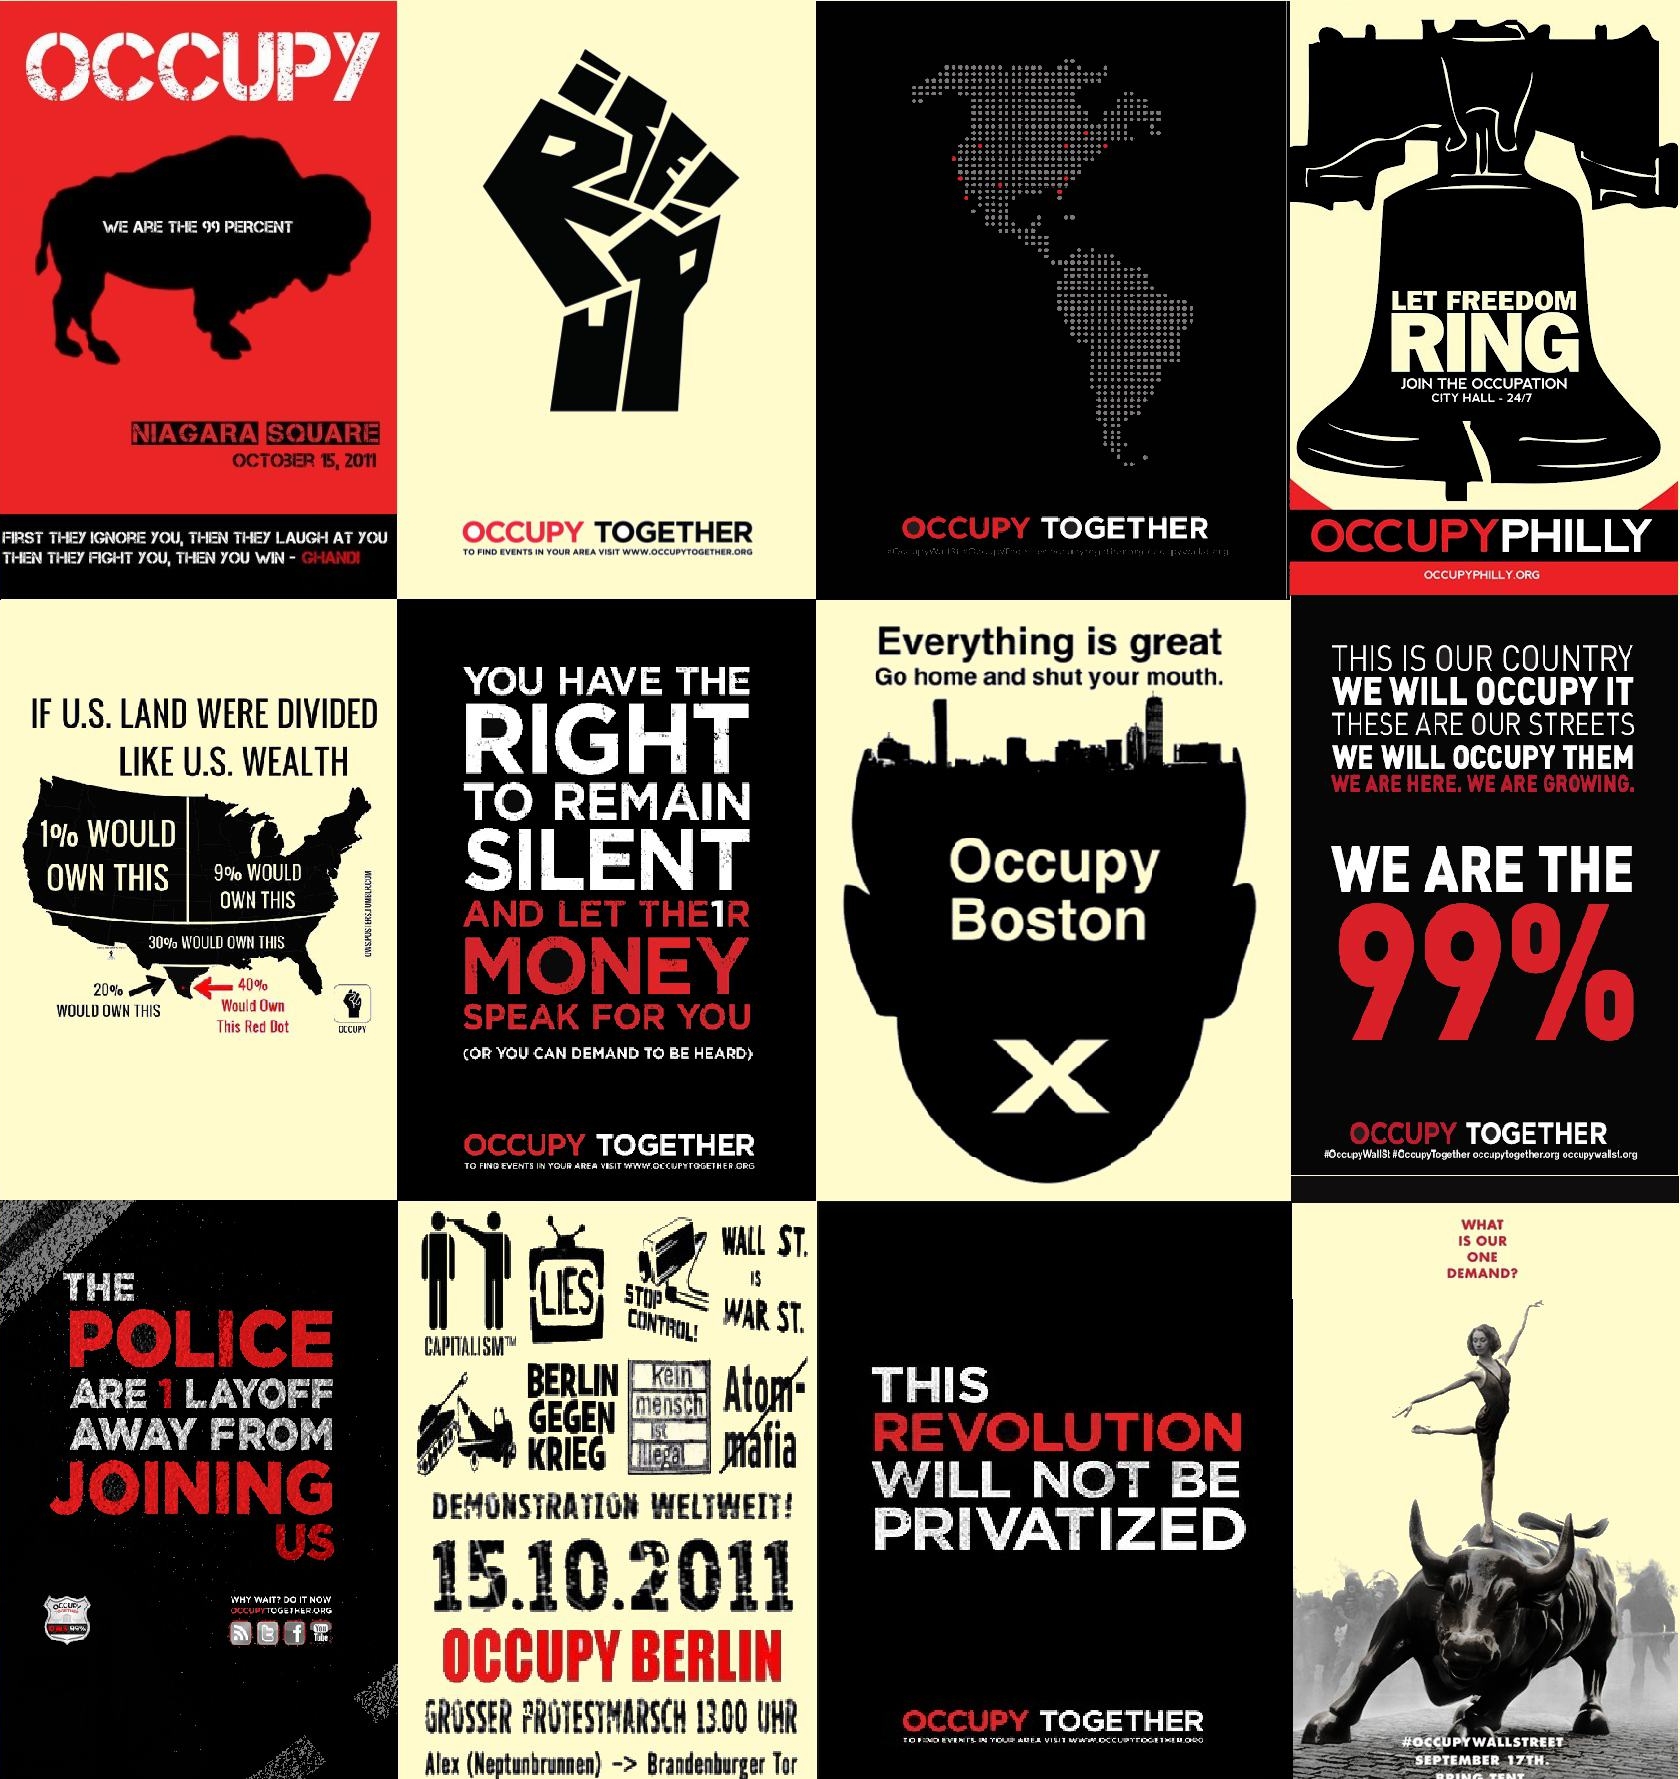 OCCUPY
WE ARE THE 99 PERCENT
NIAGARA SQUARE
OCTOBER 15, 2011
FIRST THEY IGNORE YOU, THEN THEY LAUGH AT YOU
THEN THEY FIGHT YOU, THEN YOU WIN - GHANDI
RISE
UP
OCCUPY TOGETHER
TO FIND EVENTS IN YOUR AREA VISIT WWW.OCCUPYTOGETHER.ORG
OCCUPY TOGETHER
LET FREEDOM
RING
JOIN THE OCCUPATION
CITY HALL - 24/7
OCCUPYPHILLY
OCCUPYPHILLY.ORG
IF U.S. LAND WERE DIVIDED
LIKE U.S. WEALTH
1% WOULD
OWN THIS
9% WOULD
OWN THIS
30% WOULD OWN THIS
20%
WOULD OWN THIS
40%
Would Own
This Red Dot
OWSPOSTERS.TUMBLR.COM
OCCUPY
YOU HAVE THE
RIGHT
TO REMAIN
SILENT
AND LET THE1R
MONEY
SPEAK FOR YOU
(OR YOU CAN DEMAND TO BE HEARD)
OCCUPY TOGETHER
TO FIND EVENTS IN YOUR AREA VISIT WWW.OCCUPYTOGETHER.ORG
Everything is great
Go home and shut your mouth.
Occupy
Boston
X
THIS IS OUR COUNTRY
WE WILL OCCUPY IT
THESE ARE OUR STREETS
WE WILL OCCUPY THEM
WE ARE HERE. WE ARE GROWING.
WE ARE THE
99%
OCCUPY TOGETHER
#OccupyWallSt #OccupyTogether occupytogether.org occupywallst.org
THE
POLICE
ARE 1 LAYOFF
AWAY FROM
JOINING
US
OCCUPY
TOGETHER
99%
WHY WAIT? DO IT NOW
OCCUPYTOGETHER.ORG
You
Tube
CAPITALISM™
LIES
STOP
CONTROL!
WALL ST.
IS
WAR ST.
BERLIN
GEGEN
KRIEG
kein
mensch
ist
illegal
Atom-
mafia
DEMONSTRATION WELTWEIT!
15.10.2011
OCCUPY BERLIN
GROSSER PROTESTMARSCH 13.00 UHR
Alex (Neptunbrunnen) -> Brandenburger Tor
THIS
REVOLUTION
WILL NOT BE
PRIVATIZED
OCCUPY TOGETHER
TO FIND EVENTS IN YOUR AREA VISIT WWW.OCCUPYTOGETHER.ORG
WHAT
IS OUR
ONE
DEMAND?
#OCCUPYWALLSTREET
SEPTEMBER 17TH.
BRING TENT